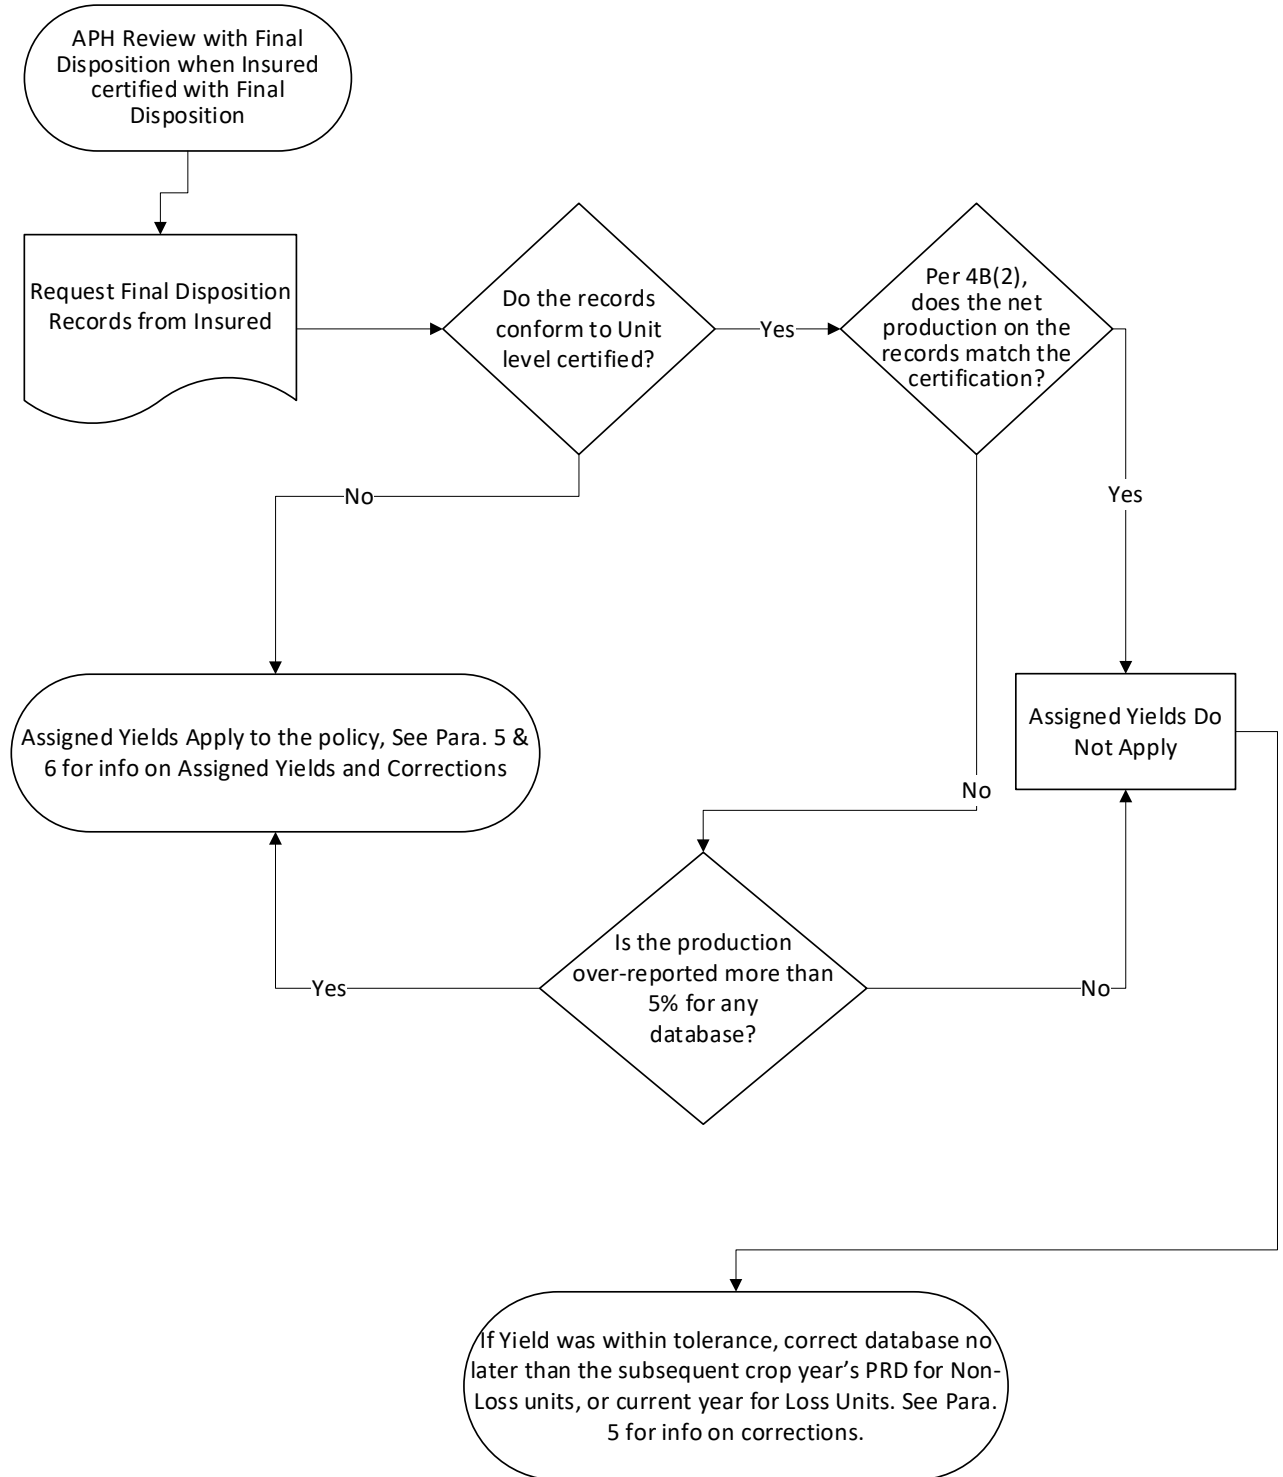 APH Review with Final
Disposition when Insured
certified with Final
Disposition
Request Final Disposition
Records from Insured
Do the records
conform to Unit
level certified?
Yes
Per 4B(2),
does the net
production on the
records match the
certification?
No
Yes
Assigned Yields Apply to the policy, See Para. 5 &
6 for info on Assigned Yields and Corrections
Assigned Yields Do
Not Apply
No
Is the production
over-reported more than
5% for any
database?
Yes
No
If Yield was within tolerance, correct database no
later than the subsequent crop year's PRD for Non-
Loss units, or current year for Loss Units. See Para.
5 for info on corrections.